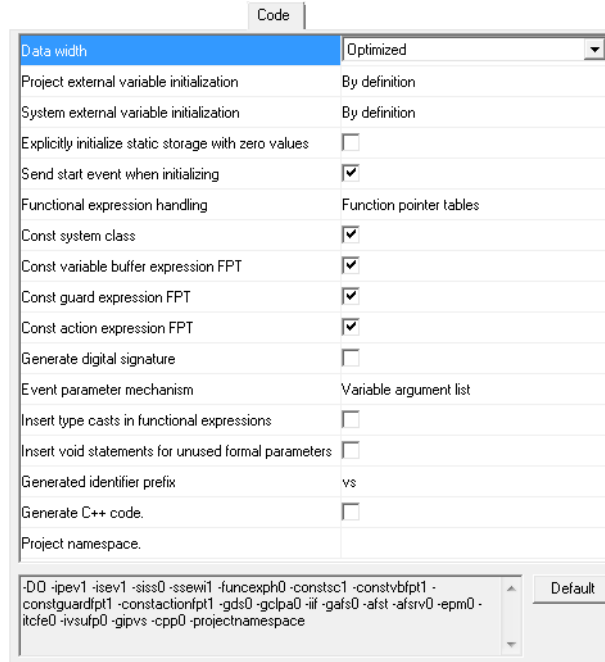 Code
Data width Optimized
Project external variable initialization By definition
System external variable initialization By definition
Explicitly initialize static storage with zero values
Send start event when initializing
Functional expression handling Function pointer tables
Const system class
Const variable buffer expression FPT
Const guard expression FPT
Const action expression FPT
Generate digital signature
Event parameter mechanism Variable argument list
Insert type casts in functional expressions
Insert void statements for unused formal parameters
Generated identifier prefix vs
Generate C++ code.
Project namespace.
-DO -ipev1 -isev1 -siss0 -ssewi1 -funcexph0 -constsc1 -constvbfpt1 -
constguardfpt1 -constactionfpt1 -gds0 -gclpa0 -iif -gafs0 -afst -afsrv0 -epm0 -
itcfe0 -ivsufp0 -gipvs -cpp0 -projectnamespace
Default